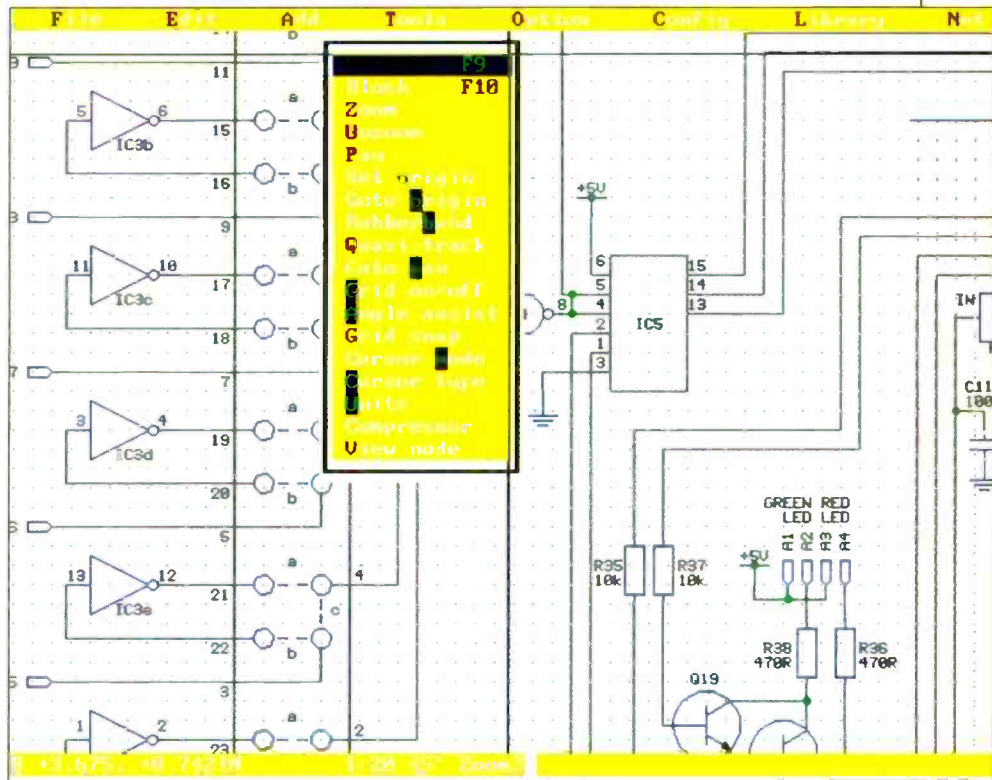 File Edit Add Tools Option Config Library Net
F9
Block F10
Zoom
Unzoom
Pan
Set origin
Goto origin
Rubberband
Quasi-track
Grid on/off
Angle assist
Grid snap
Cursor mode
Cursor type
Units
Compressor
View node
11
a
5
6
15
IC3b
16
b
9
a
11
10
17
IC3c
18
b
7
a
3
4
19
IC3d
20
b
5
a
13
12
21
4
IC3e
c
22
b
3
a
1
2
23
2
+5V
6
5
4
2
1
3
15
14
13
8
IC5
IN
C11
100
GREEN RED
LED LED
A1
A2
A3
A4
+5V
R35
10k
R37
10k
R38
470R
R36
470R
Q19
45° Zoom